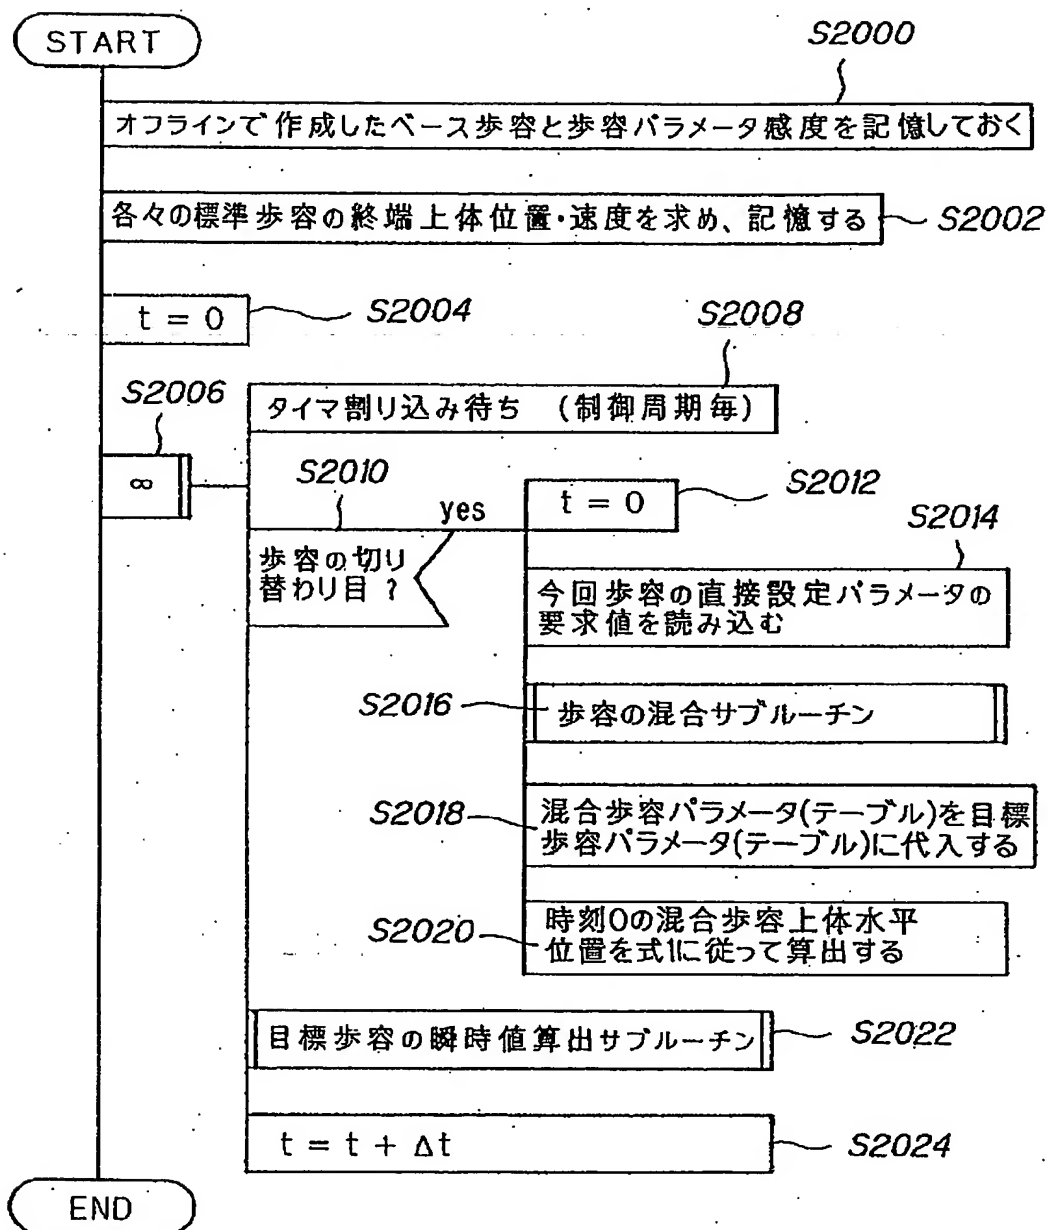 START
S2000
オフラインで作成したベース歩容と歩容パラメータ感度を記憶しておく
各々の標準歩容の終端上体位置・速度を求め、記憶する
S2002
t = 0
S2004
S2006
∞
S2008
タイマ割り込み待ち (制御周期毎)
S2010
歩容の切り
替わり目 ?
yes
t = 0
S2012
S2014
今回歩容の直接設定パラメータの
要求値を読み込む
S2016
歩容の混合サブルーチン
S2018
混合歩容パラメータ(テーブル)を目標
歩容パラメータ(テーブル)に代入する
S2020
時刻0の混合歩容上体水平
位置を式1に従って算出する
目標歩容の瞬時値算出サブルーチン
S2022
t = t + Δt
S2024
END